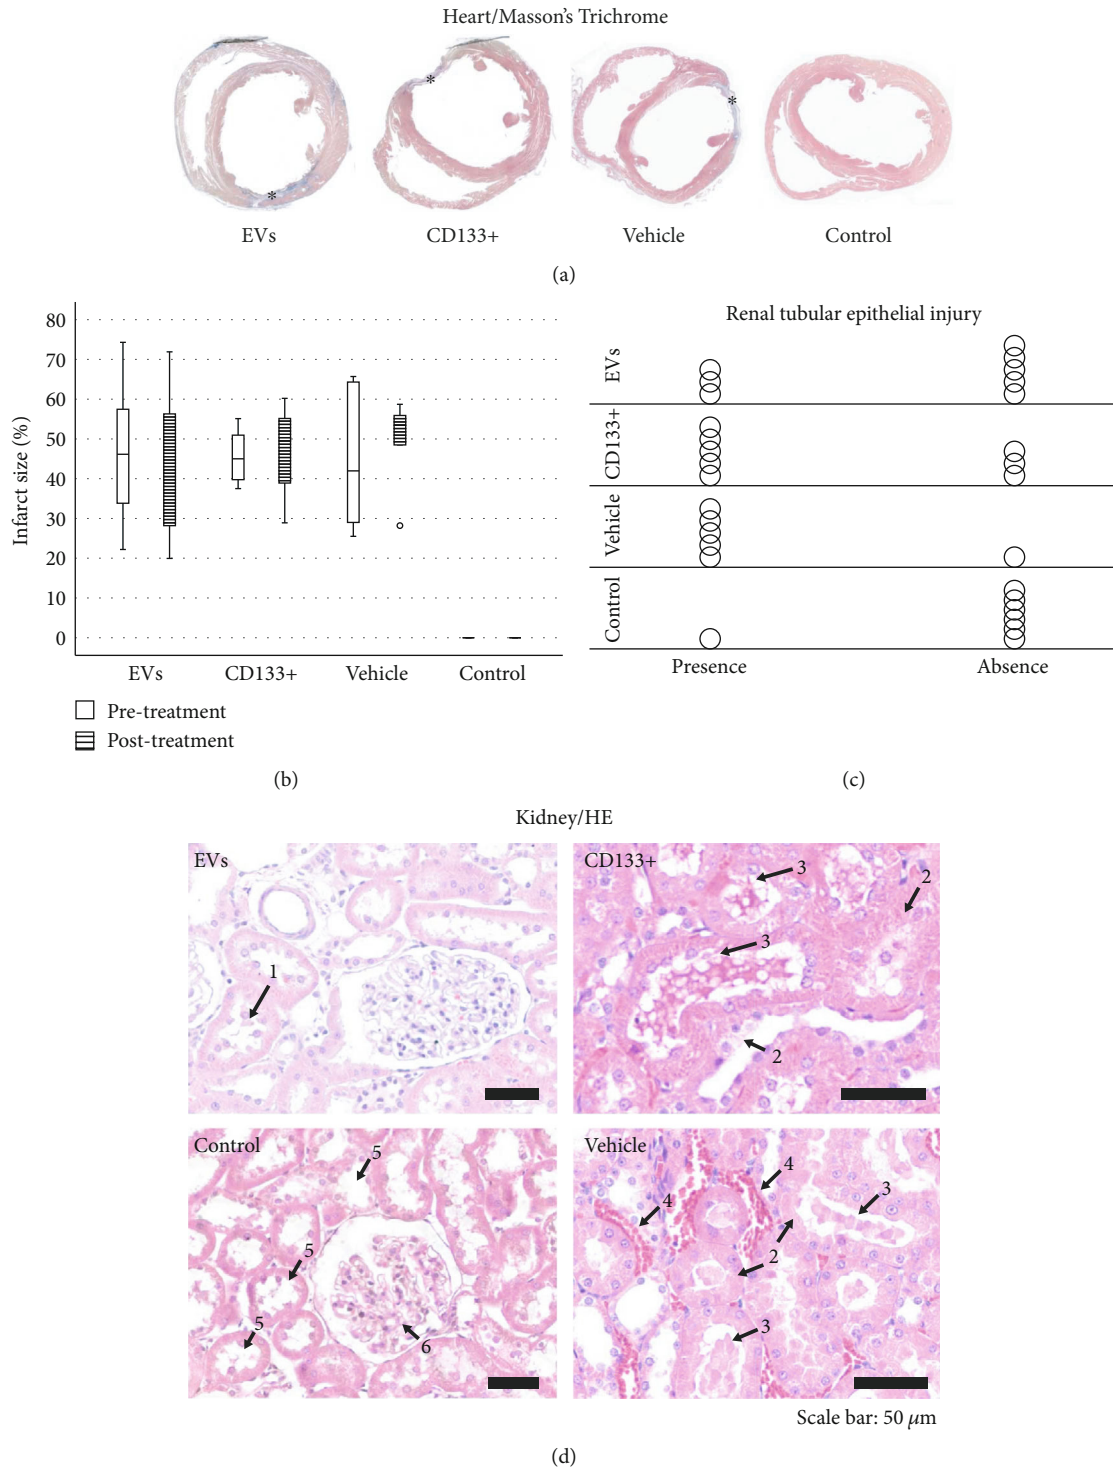 Heart/Masson's Trichrome
* * * 
EVs CD133+ Vehicle Control
(a)
80
70
60
50
40
30
20
10
0
Infarct size (%)
EVs CD133+ Vehicle Control
Pre-treatment
Post-treatment
(b)
Renal tubular epithelial injury
EVs
CD133+
Vehicle
Control
Presence Absence
(c)
Kidney/HE
EVs
1
CD133+
3
2
3
2
Control
5
5
5
6
Vehicle
4
4
3
2
3
Scale bar: 50 μm
(d)